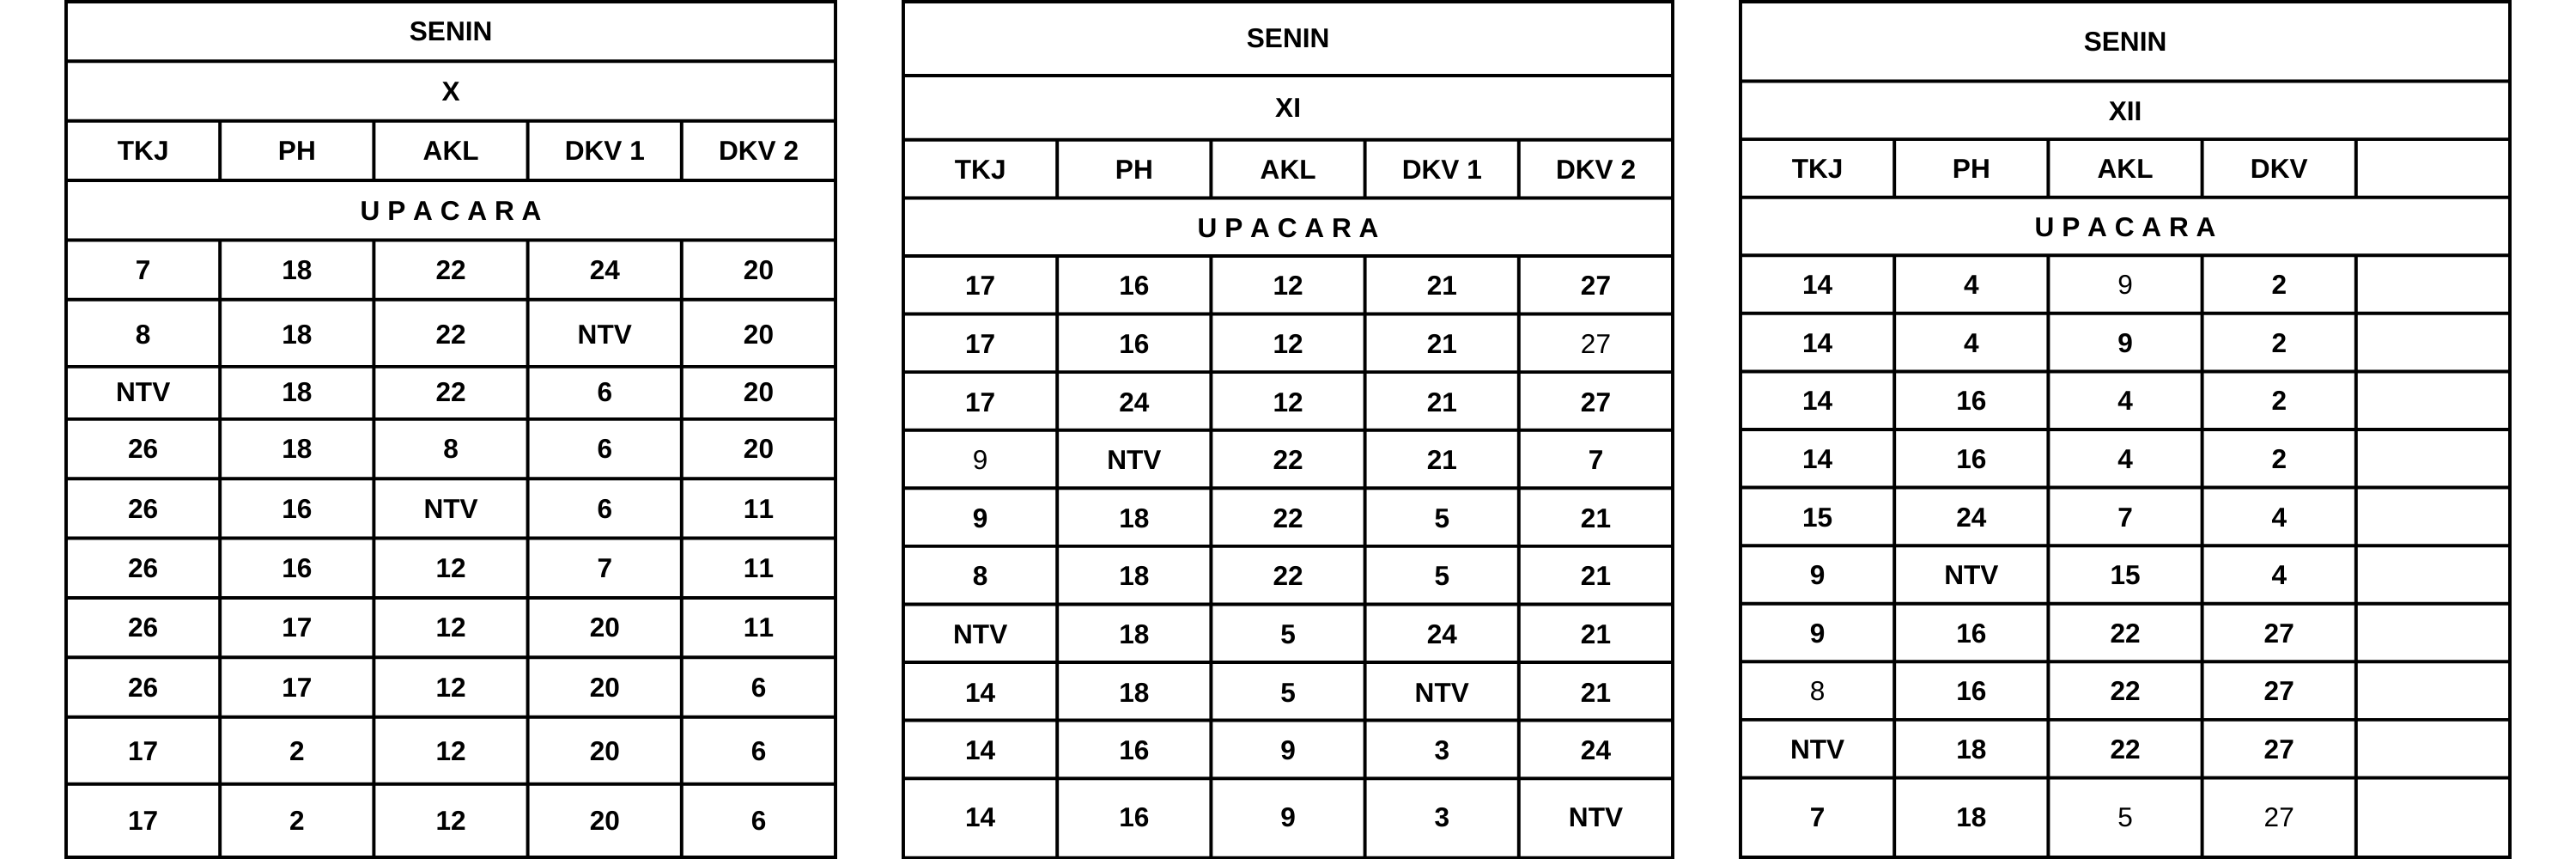 SENIN
X
TKJ PH AKL DKV 1 DKV 2
U P A C A R A
7 18 22 24 20
8 18 22 NTV 20
NTV 18 22 6 20
26 18 8 6 20
26 16 NTV 6 11
26 16 12 7 11
26 17 12 20 11
26 17 12 20 6
17 2 12 20 6
17 2 12 20 6
SENIN
XI
TKJ PH AKL DKV 1 DKV 2
U P A C A R A
17 16 12 21 27
17 16 12 21 27
17 24 12 21 27
9 NTV 22 21 7
9 18 22 5 21
8 18 22 5 21
NTV 18 5 24 21
14 18 5 NTV 21
14 16 9 3 24
14 16 9 3 NTV
SENIN
XII
TKJ PH AKL DKV
U P A C A R A
14 4 9 2
14 4 9 2
14 16 4 2
14 16 4 2
15 24 7 4
9 NTV 15 4
9 16 22 27
8 16 22 27
NTV 18 22 27
7 18 5 27